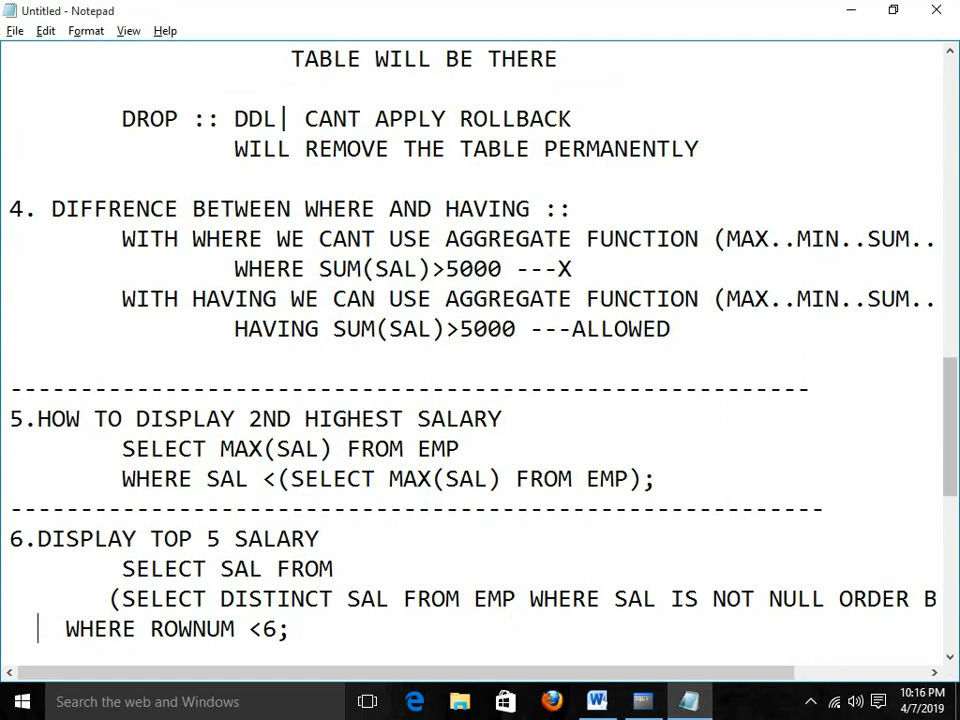 Untitled - Notepad
File Edit Format View Help
TABLE WILL BE THERE
DROP :: DDL| CANT APPLY ROLLBACK
WILL REMOVE THE TABLE PERMANENTLY
4. DIFFRENCE BETWEEN WHERE AND HAVING ::
WITH WHERE WE CANT USE AGGREGATE FUNCTION (MAX..MIN..SUM..
WHERE SUM(SAL)>5000 ---X
WITH HAVING WE CAN USE AGGREGATE FUNCTION (MAX..MIN..SUM..
HAVING SUM(SAL)>5000 ---ALLOWED
---------------------------------------------------------
5.HOW TO DISPLAY 2ND HIGHEST SALARY
SELECT MAX(SAL) FROM EMP
WHERE SAL <(SELECT MAX(SAL) FROM EMP);
----------------------------------------------------------
6.DISPLAY TOP 5 SALARY
SELECT SAL FROM
(SELECT DISTINCT SAL FROM EMP WHERE SAL IS NOT NULL ORDER B
WHERE ROWNUM <6;
Search the web and Windows
10:16 PM
4/7/2019